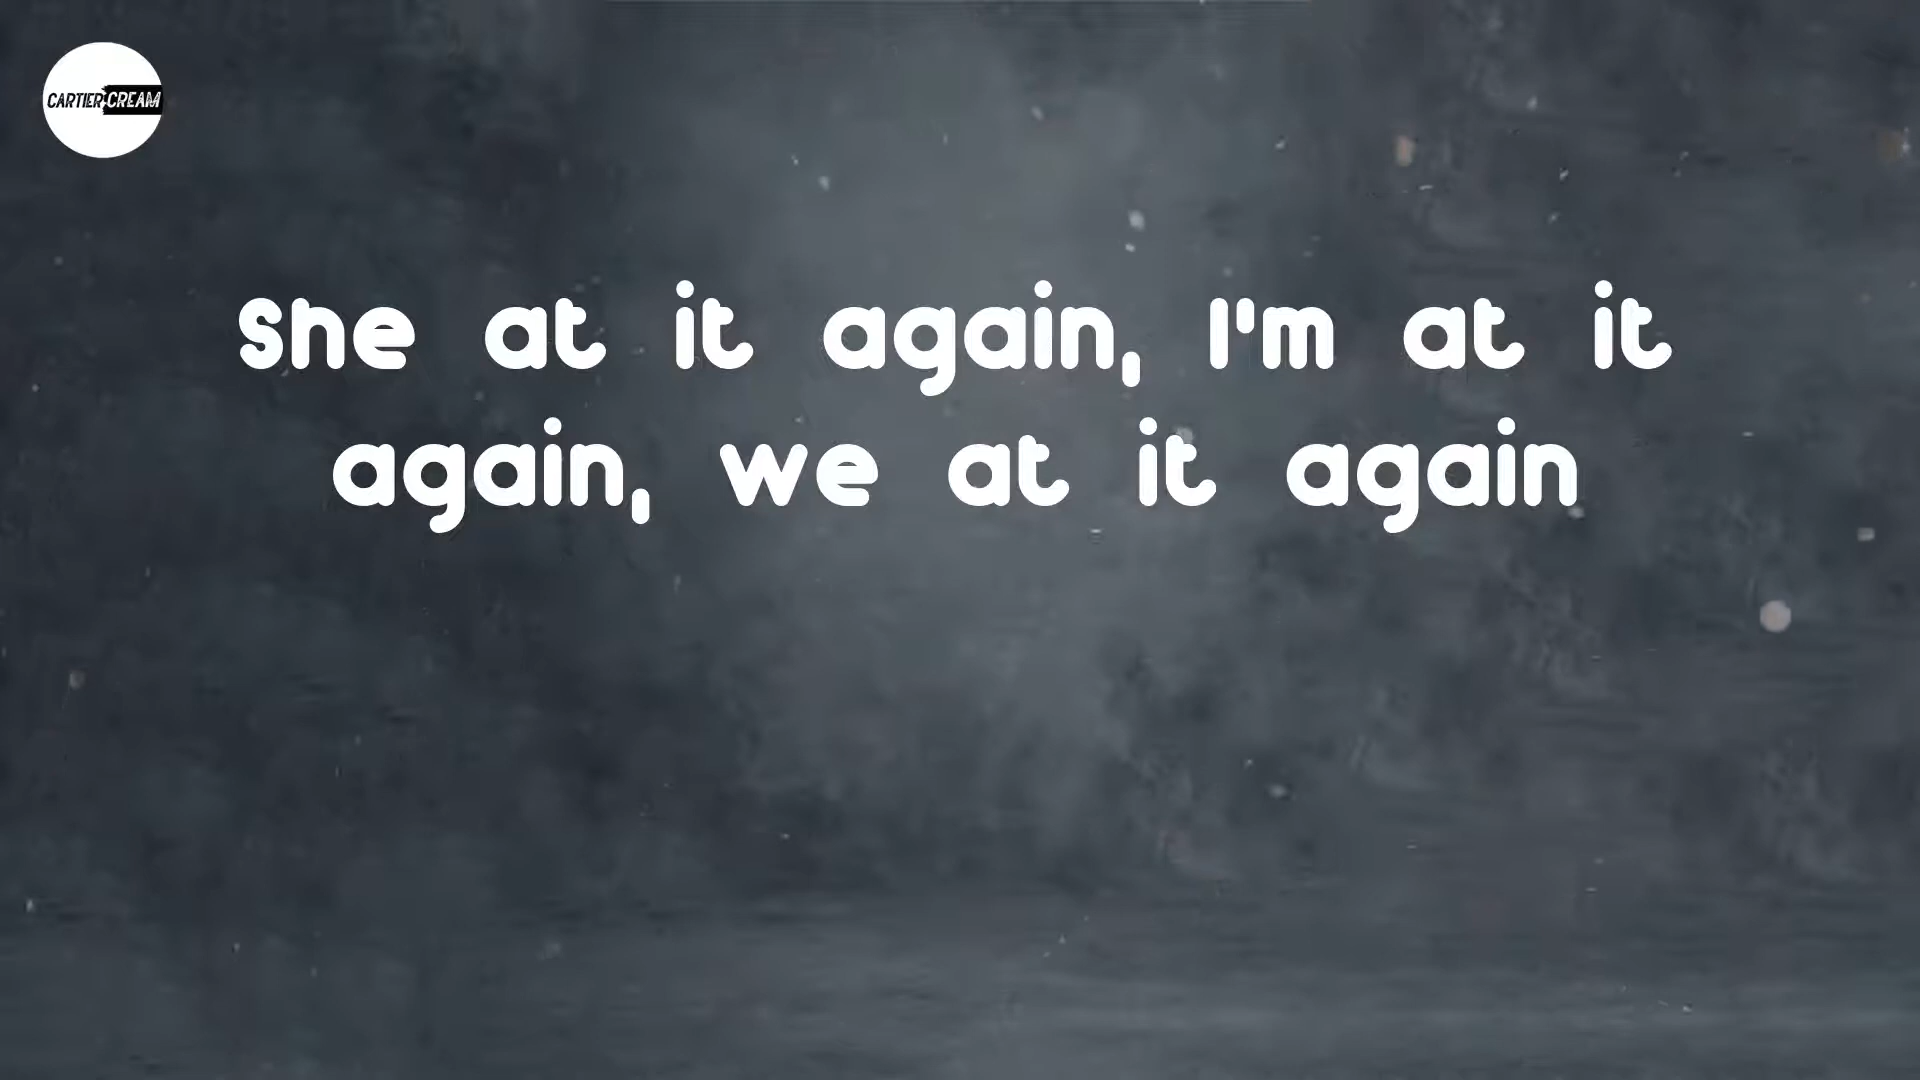 CARTIER CREAM
She at it again, I'm at it
again, we at it again